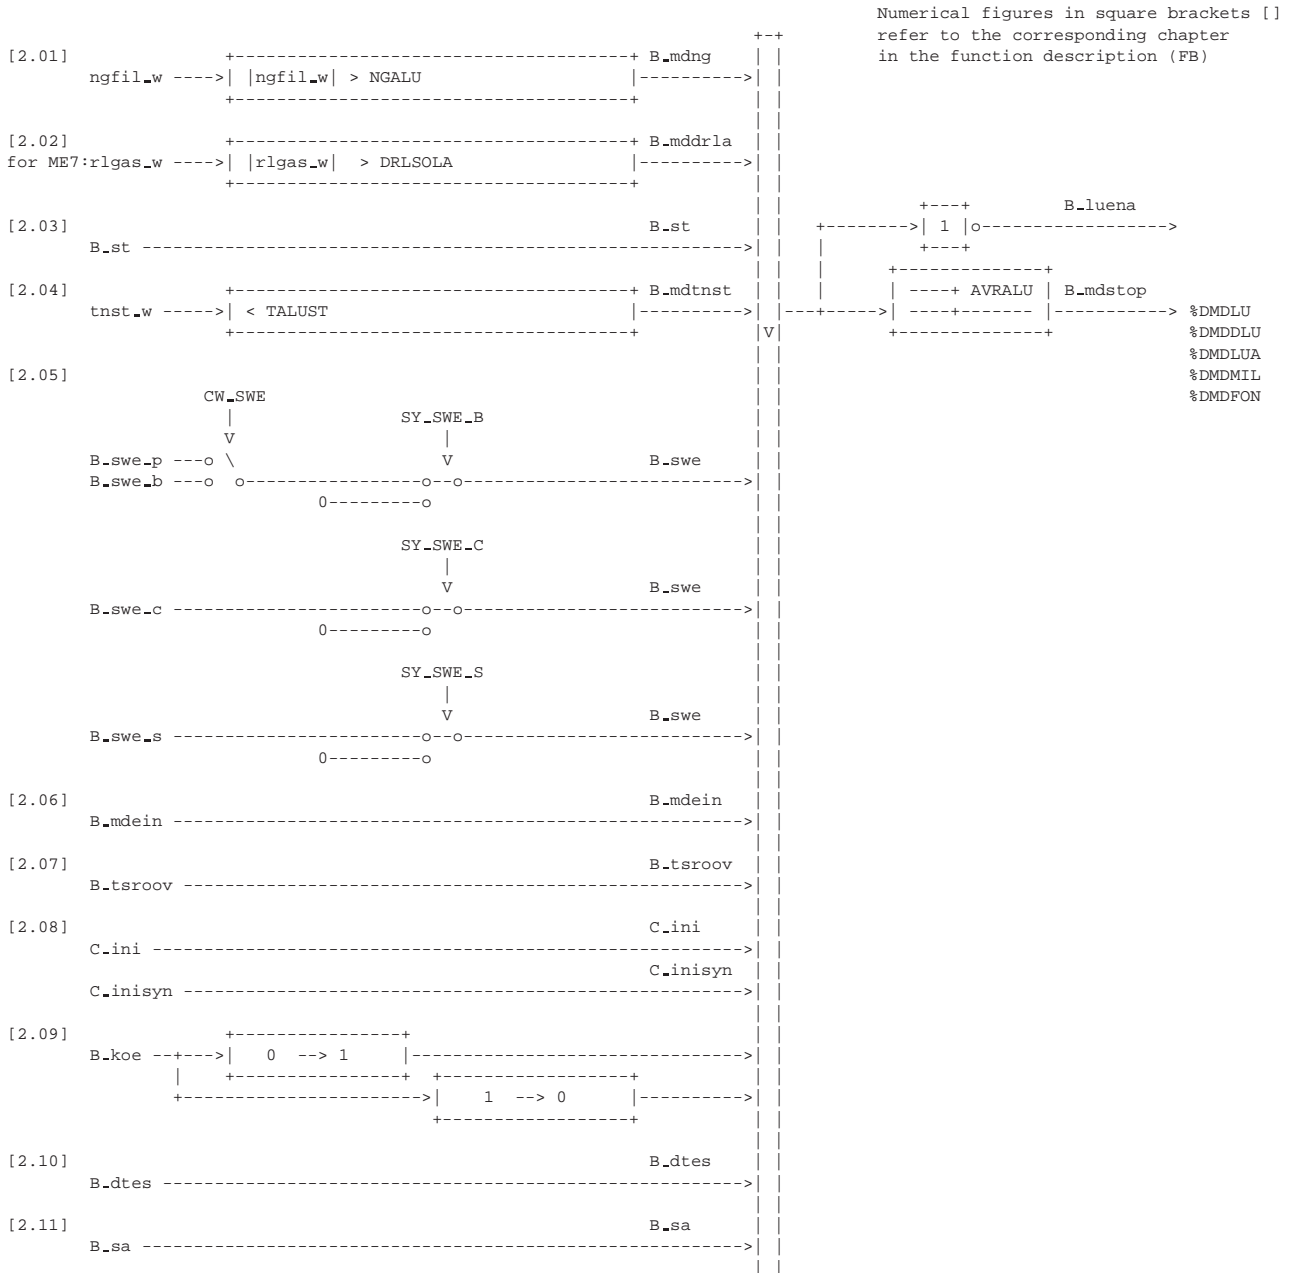 Numerical figures in square brackets []
refer to the corresponding chapter
in the function description (FB)
[2.01] B_mdng
ngfil_w ---->| |ngfil_w| > NGALU |---------->|
[2.02] B_mddrla
for ME7:rlgas_w ---->| |rlgas_w| > DRLSOLA |---------->|
[2.03] B_st
B_luena
B_st
1
[2.04] B_mdtnst
AVRALU B_mdstop
tnst_w ----->| < TALUST |---------->|
%DMDLU
V
%DMDDLU
%DMDLUA
[2.05]
%DMDMIL
CW_SWE
%DMDFON
SY_SWE_B
V
B_swe_p ---o \ V B_swe
B_swe_b ---o o
0---------o
SY_SWE_C
V B_swe
B_swe_c
0---------o
SY_SWE_S
V B_swe
B_swe_s
0---------o
[2.06] B_mdein
B_mdein
[2.07] B_tsroov
B_tsroov
[2.08] C_ini
C_ini
C_inisyn
C_inisyn
[2.09]
B_koe --+--->| 0 --> 1 |
1 --> 0
[2.10] B_dtes
B_dtes
[2.11] B_sa
B_sa